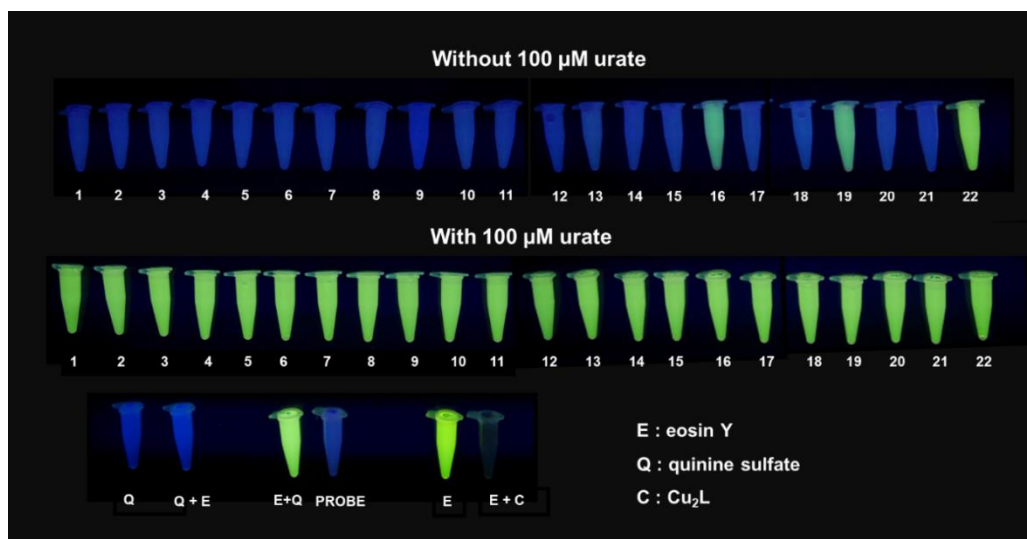 Without 100 µM urate
1 2 3 4 5 6 7 8 9 10 11 12 13 14 15 16 17 18 19 20 21 22
With 100 µM urate
1 2 3 4 5 6 7 8 9 10 11 12 13 14 15 16 17 18 19 20 21 22
E : eosin Y
Q : quinine sulfate
C : Cu₂L
Q Q + E E+Q PROBE E E + C